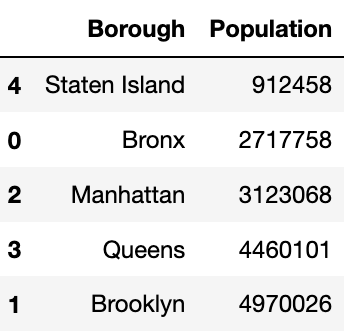 Borough Population
4 Staten Island 912458
0 Bronx 2717758
2 Manhattan 3123068
3 Queens 4460101
1 Brooklyn 4970026